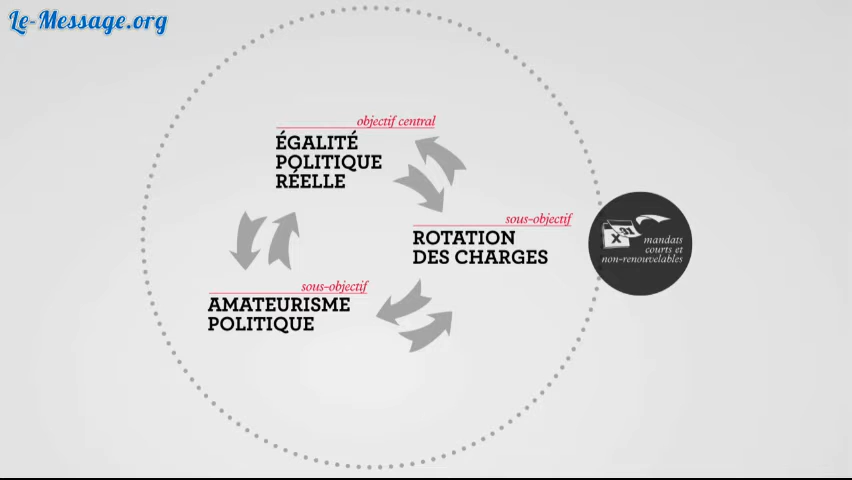 Le-Message.org
objectif central
ÉGALITÉ
POLITIQUE
RÉELLE
sous-objectif
ROTATION
DES CHARGES
X 31
mandats
courts et
non-renouvelables
sous-objectif
AMATEURISME
POLITIQUE